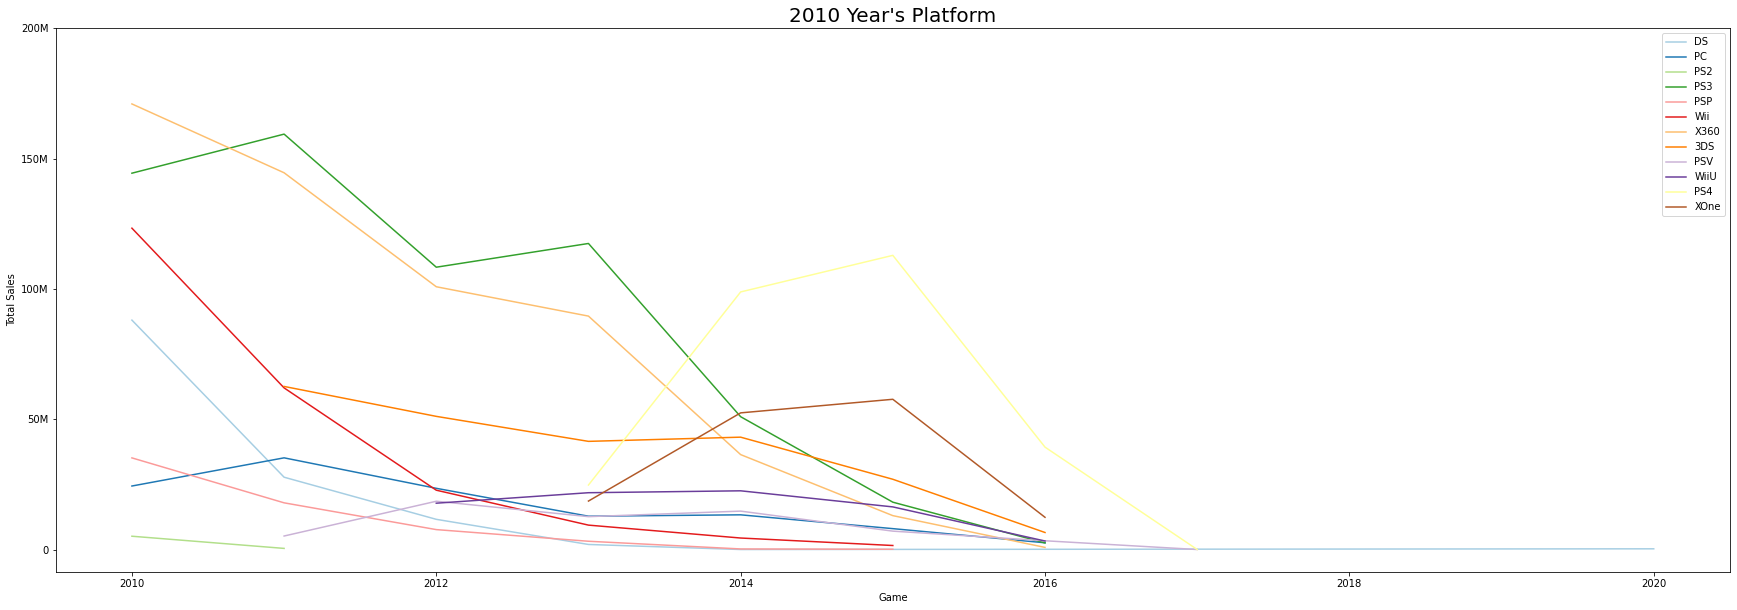 2010 Year's Platform
200M
150M
100M
50M
0
Total Sales
DS
PC
PS2
PS3
PSP
Wii
X360
3DS
PSV
WiiU
PS4
XOne
2010
2012
2014
2016
2018
2020
Game